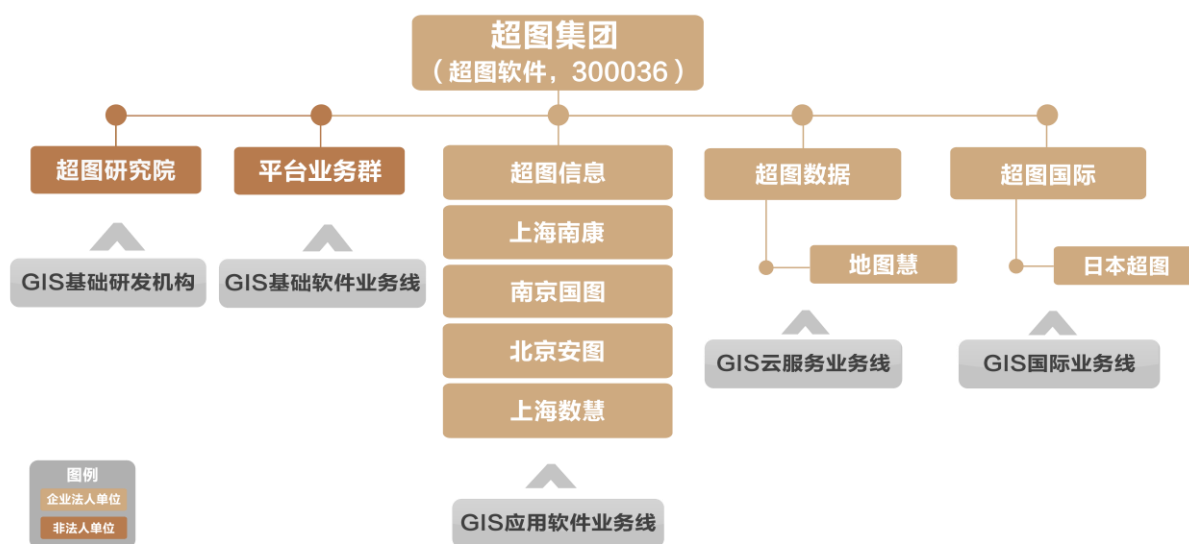 超图集团
（超图软件，300036）
超图研究院
平台业务群
超图信息
超图数据
超图国际
上海南康
南京国图
北京安图
上海数慧
地图慧
日本超图
GIS基础研发机构
GIS基础软件业务线
GIS云服务业务线
GIS国际业务线
GIS应用软件业务线
图例
企业法人单位
非法人单位